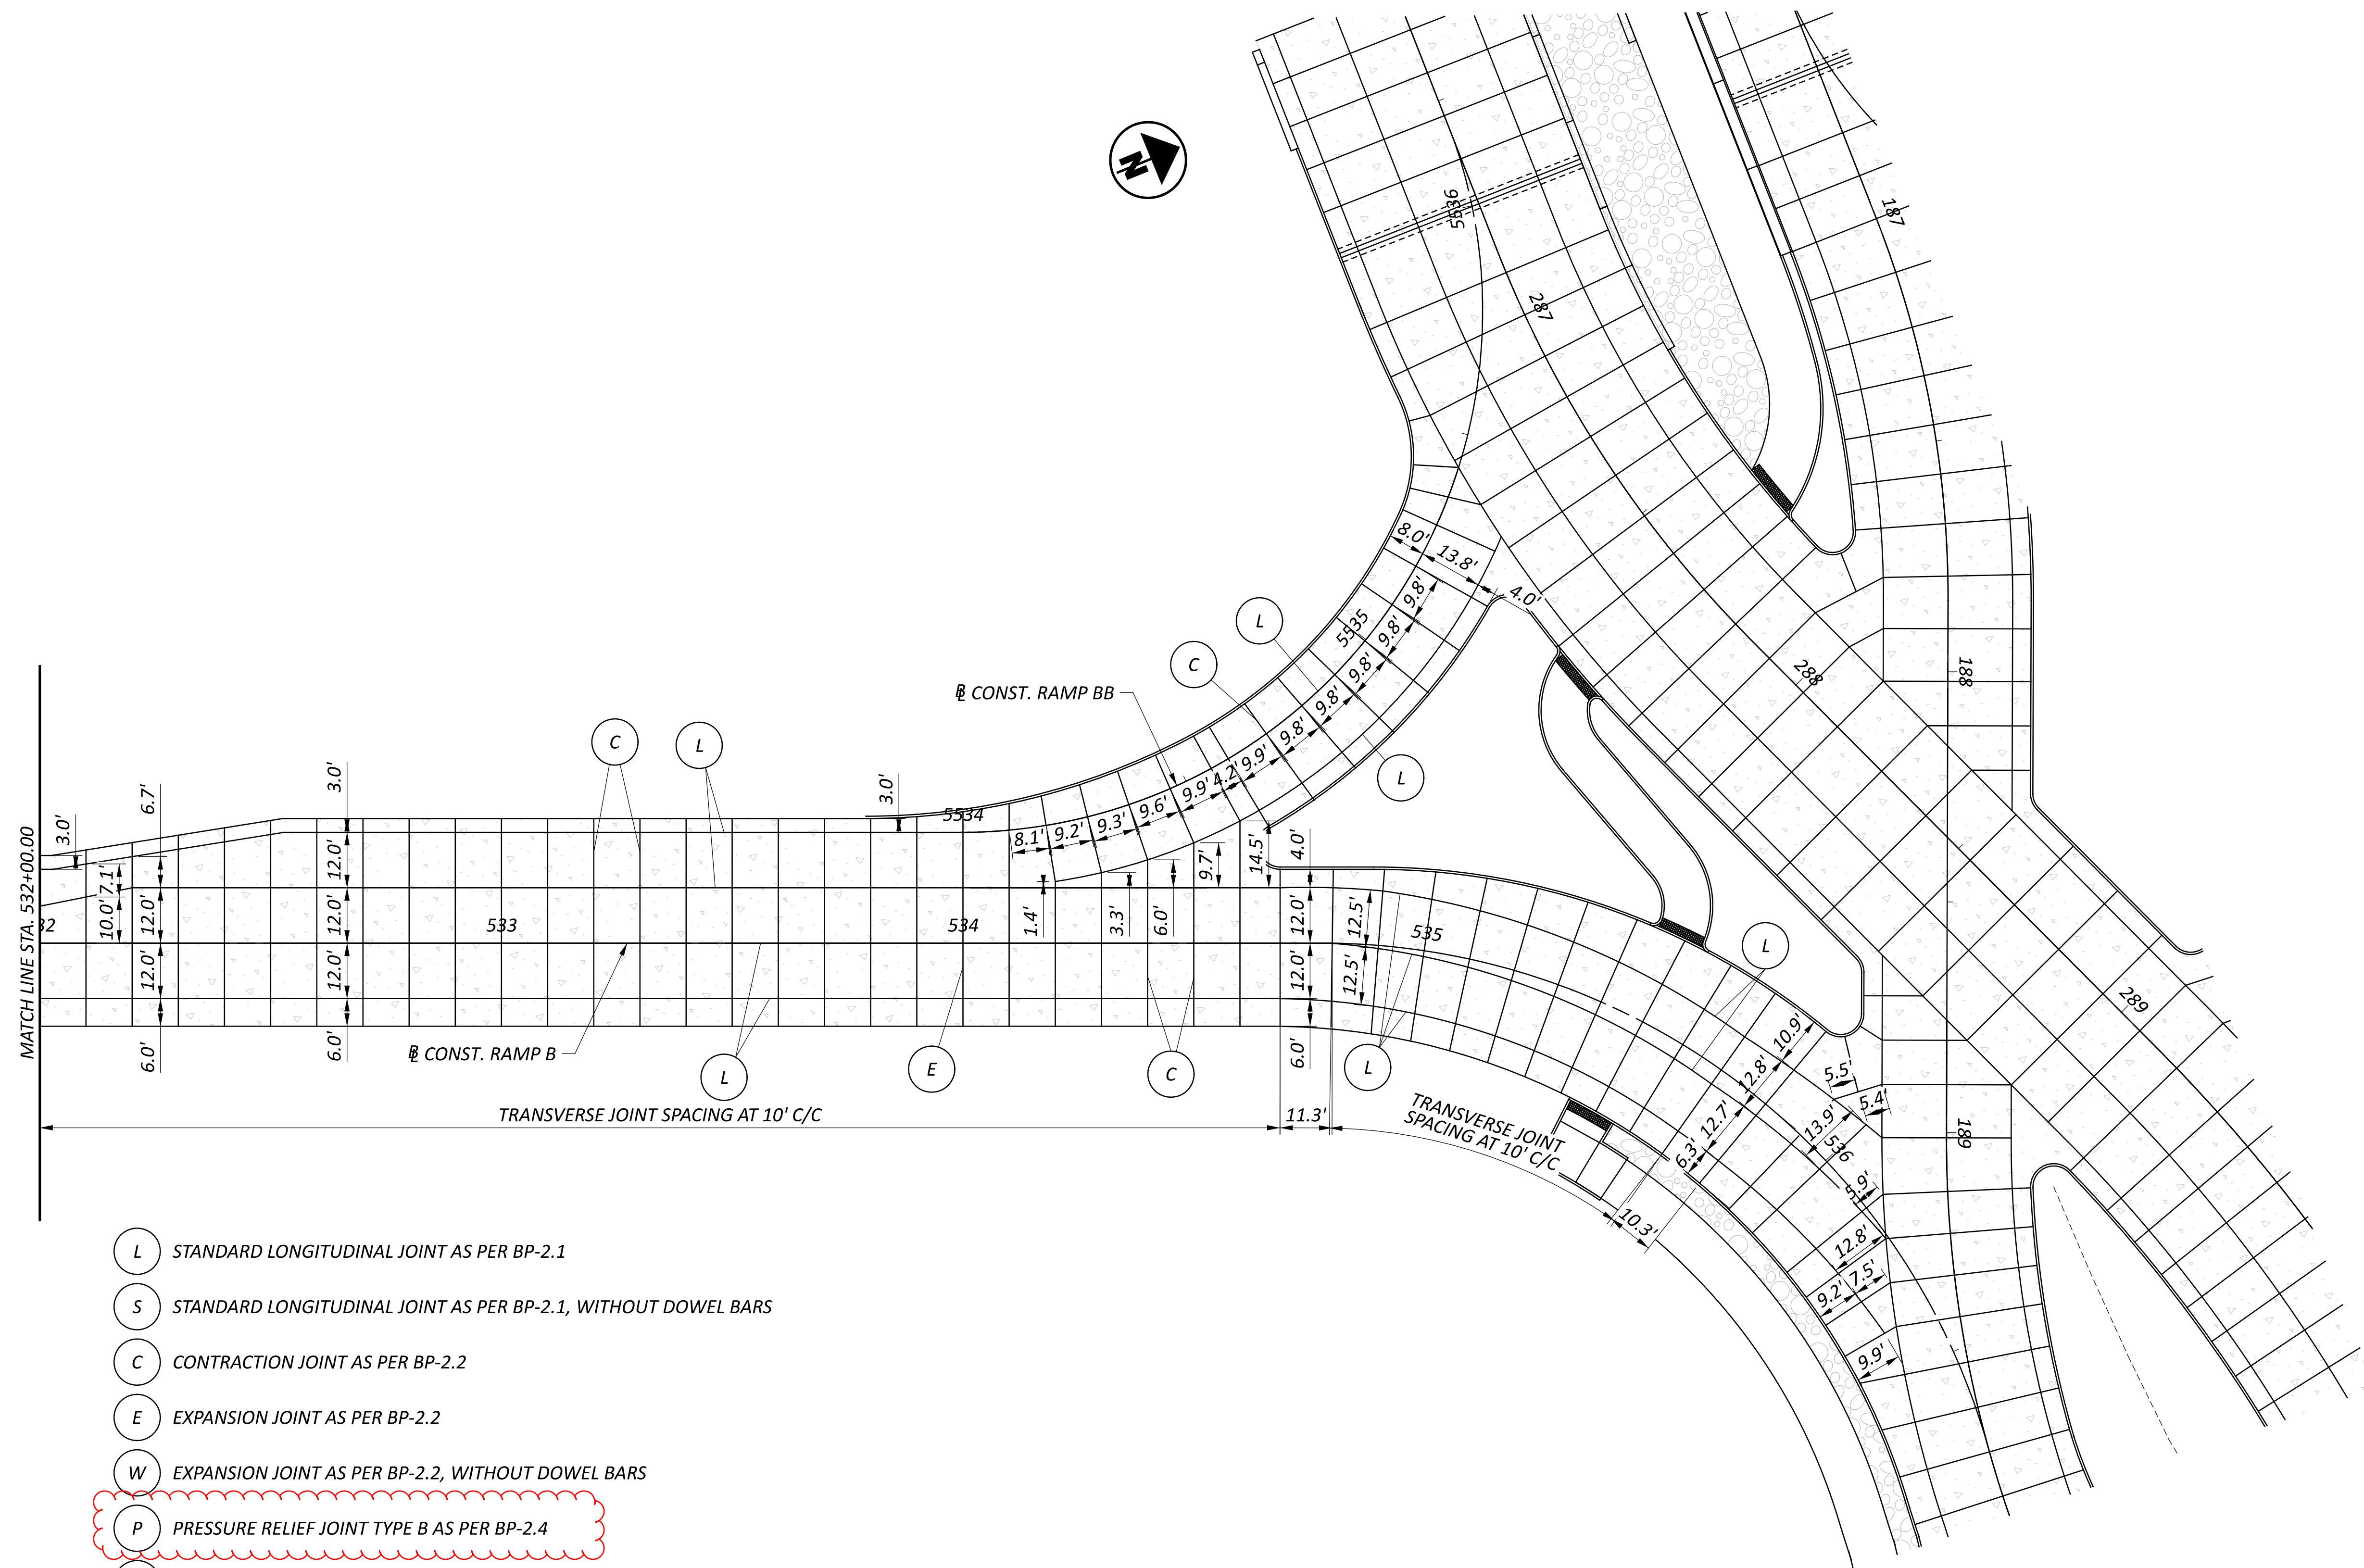 N
5536
187
287
8.0'
13.8'
4.0'
9.8'
9.8'
9.8'
9.8'
9.8'
5535
L
C
L
℄ CONST. RAMP BB
188
288
C
L
3.0'
6.7'
3.0'
3.0'
5534
8.1'
9.2'
9.3'
9.6'
9.9'
4.2'
9.9'
9.7'
14.5'
4.0'
7.1'
10.0'
12.0'
12.0'
12.0'
12.0'
12.0'
6.0'
6.0'
32
533
534
1.4'
3.3'
6.0'
12.0'
12.0'
6.0'
12.5'
12.5'
535
L
L
MATCH LINE STA. 532+00.00
BL CONST. RAMP B
L
E
C
289
10.9'
12.8'
12.7'
6.3'
5.5'
5.4'
13.9'
536
189
5.9'
12.8'
7.5'
9.2'
9.9'
TRANSVERSE JOINT SPACING AT 10' C/C
11.3'
TRANSVERSE JOINT
SPACING AT 10' C/C
10.3'
L STANDARD LONGITUDINAL JOINT AS PER BP-2.1
S STANDARD LONGITUDINAL JOINT AS PER BP-2.1, WITHOUT DOWEL BARS
C CONTRACTION JOINT AS PER BP-2.2
E EXPANSION JOINT AS PER BP-2.2
W EXPANSION JOINT AS PER BP-2.2, WITHOUT DOWEL BARS
P PRESSURE RELIEF JOINT TYPE B AS PER BP-2.4